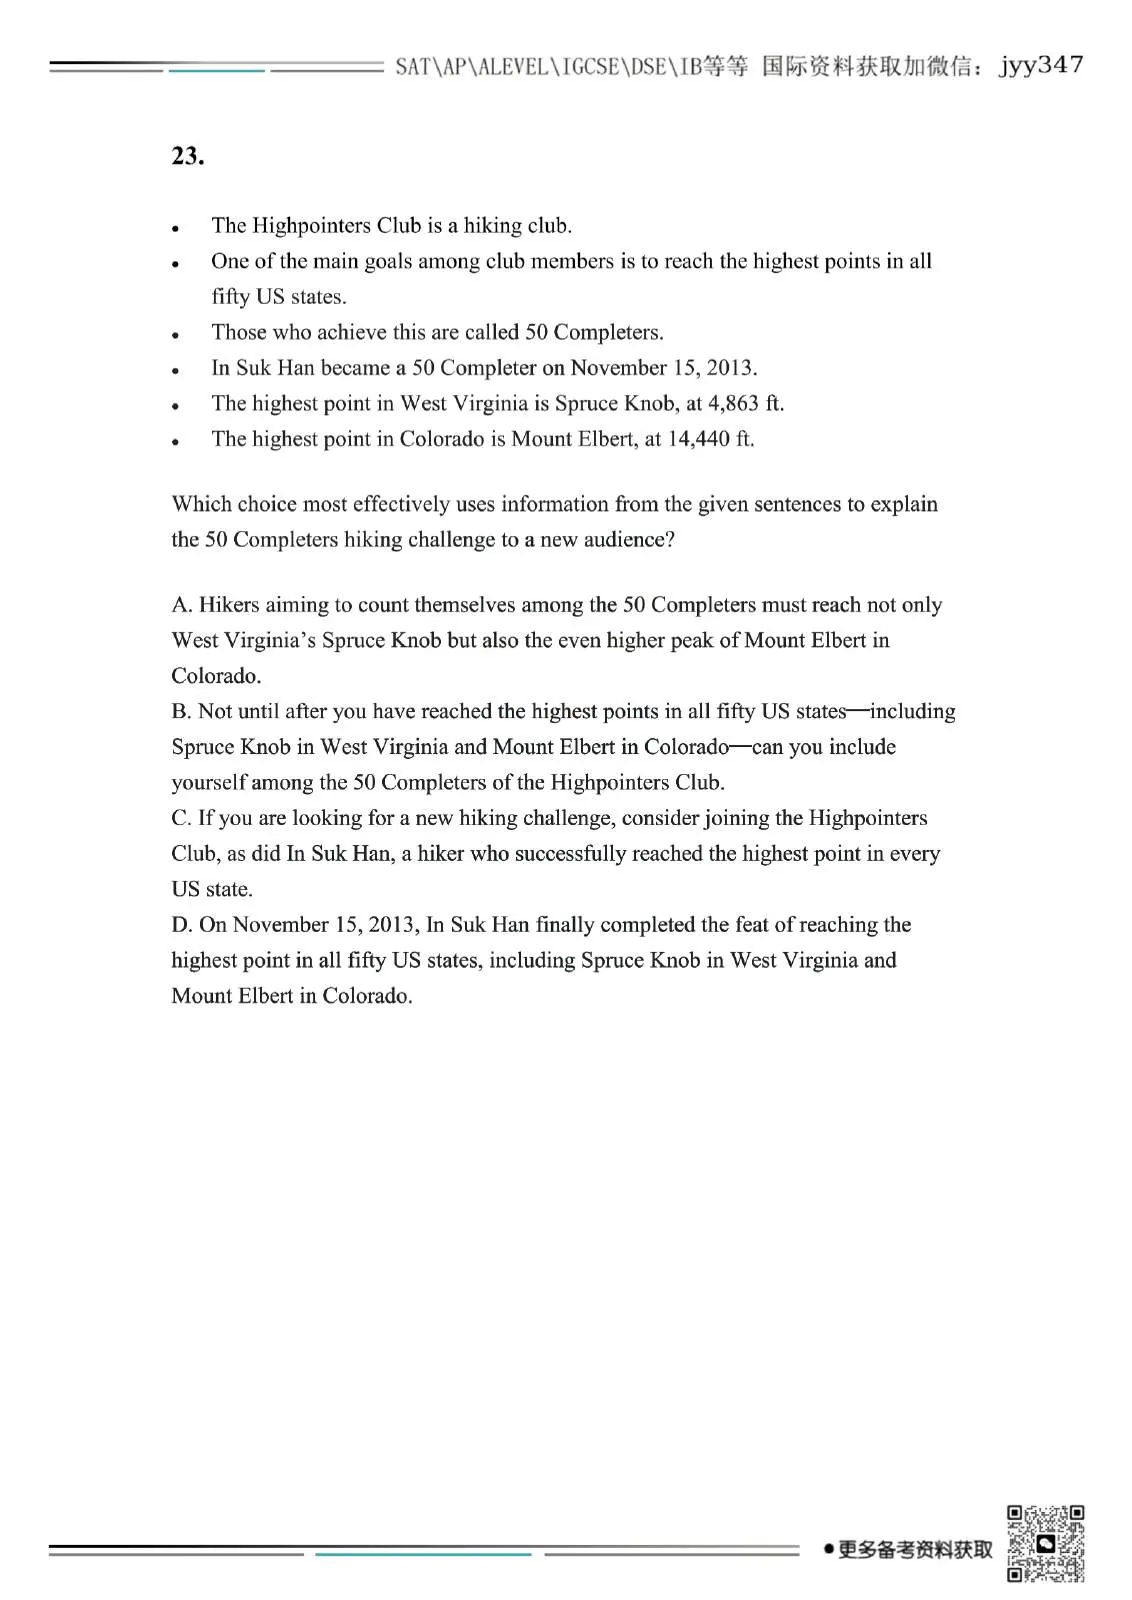 SAT\AP\ALEVEL\IGCSE\DSE\IB等等 国际资料获取加微信: jyy347
23.
• The Highpointers Club is a hiking club.
• One of the main goals among club members is to reach the highest points in all
fifty US states.
• Those who achieve this are called 50 Completers.
• In Suk Han became a 50 Completer on November 15, 2013.
• The highest point in West Virginia is Spruce Knob, at 4,863 ft.
• The highest point in Colorado is Mount Elbert, at 14,440 ft.
Which choice most effectively uses information from the given sentences to explain
the 50 Completers hiking challenge to a new audience?
A. Hikers aiming to count themselves among the 50 Completers must reach not only
West Virginia’s Spruce Knob but also the even higher peak of Mount Elbert in
Colorado.
B. Not until after you have reached the highest points in all fifty US states—including
Spruce Knob in West Virginia and Mount Elbert in Colorado—can you include
yourself among the 50 Completers of the Highpointers Club.
C. If you are looking for a new hiking challenge, consider joining the Highpointers
Club, as did In Suk Han, a hiker who successfully reached the highest point in every
US state.
D. On November 15, 2013, In Suk Han finally completed the feat of reaching the
highest point in all fifty US states, including Spruce Knob in West Virginia and
Mount Elbert in Colorado.
●更多备考资料获取